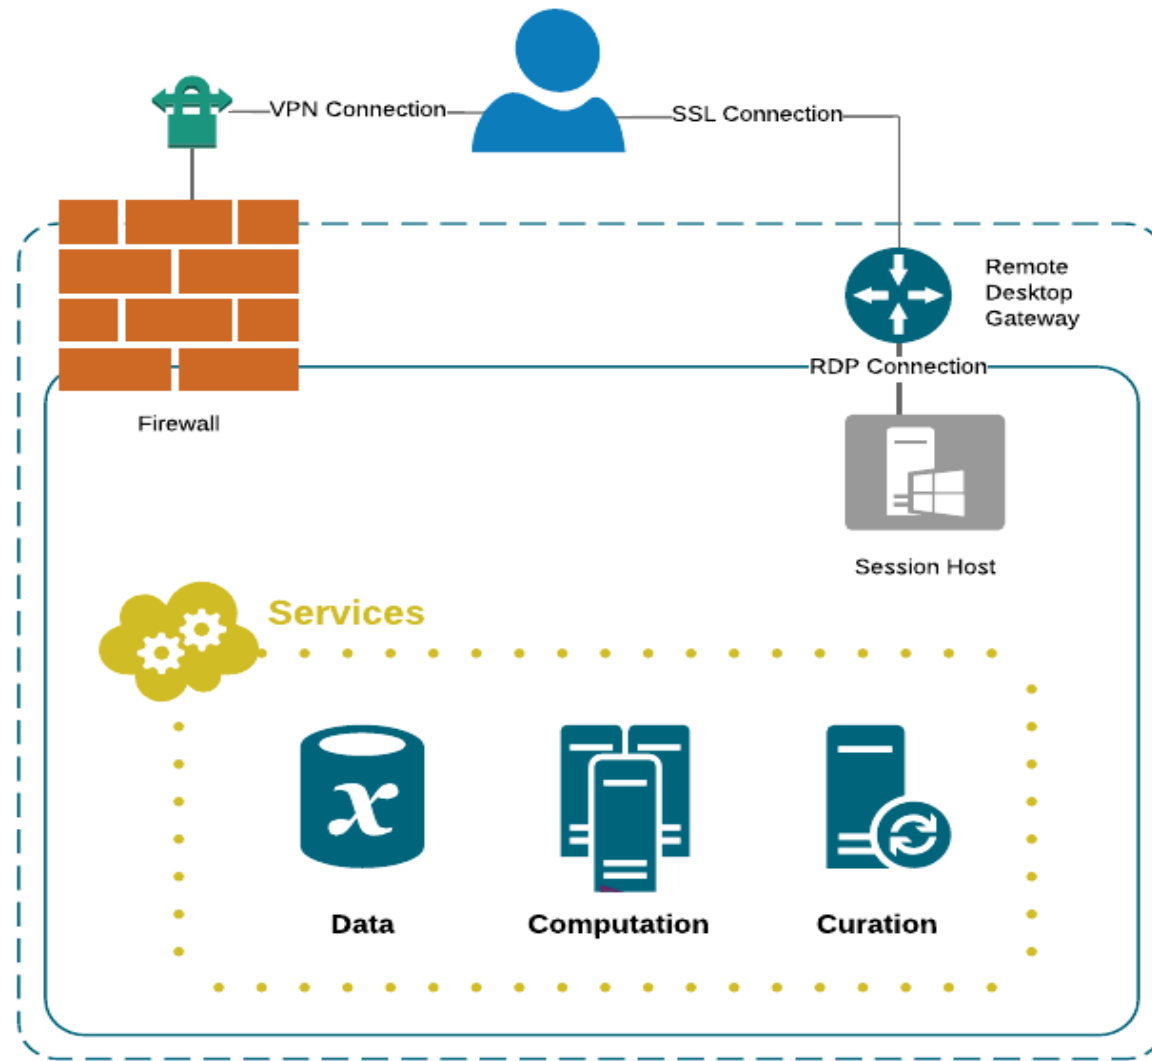 VPN Connection
SSL Connection
Remote
Desktop
Gateway
RDP Connection
Firewall
Session Host
Services
x
Data
Computation
Curation